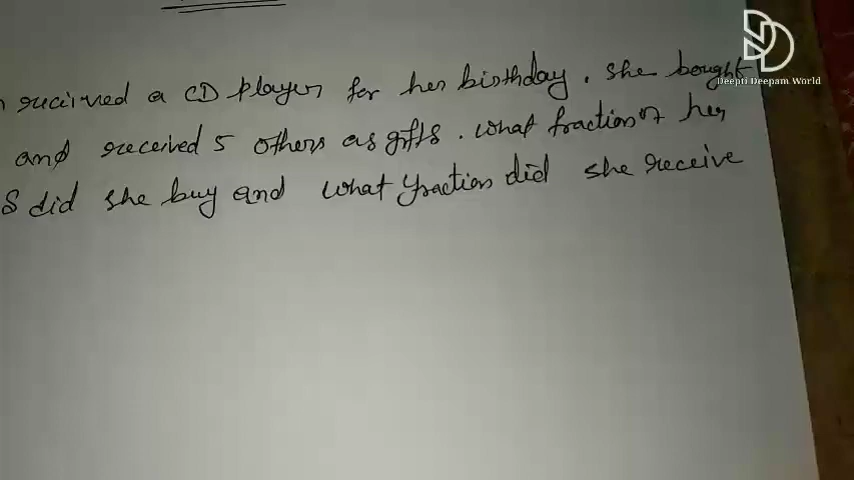 Deepti Deepam World
received a CD player for her birthday. She bought
and received 5 others as gifts. what fraction of her
S did she buy and what fraction did she receive